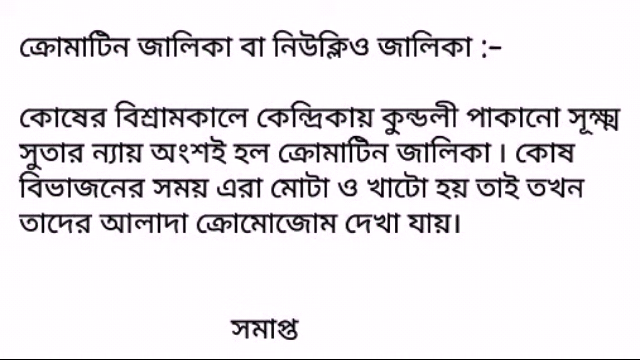 ক্রোমাটিন জালিকা বা নিউক্লিও জালিকা :-
কোষের বিশ্রামকালে কেন্দ্রিকায় কুন্ডলী পাকানো সূক্ষ্ম
সুতার ন্যায় অংশই হল ক্রোমাটিন জালিকা। কোষ
বিভাজনের সময় এরা মোটা ও খাটো হয় তাই তখন
তাদের আলাদা ক্রোমোজোম দেখা যায়।
সমাপ্ত